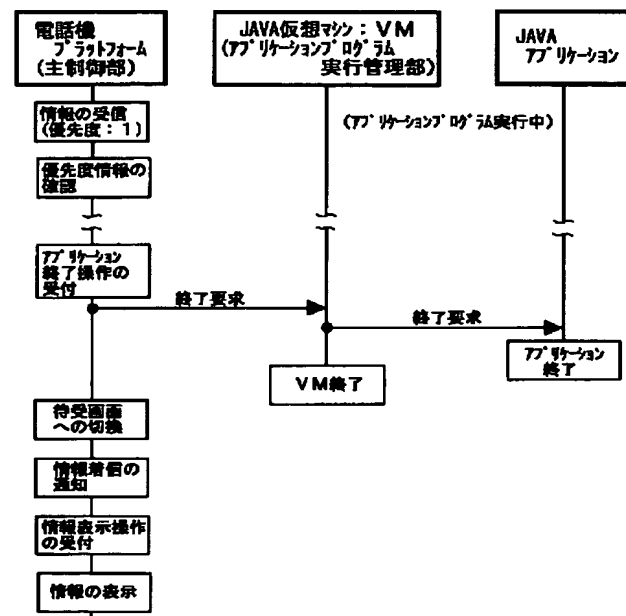 電話機
プラットフォーム
(主制御部)
JAVA仮想マシン：ＶＭ
(アプリケーションプログラム
実行管理部)
JAVA
アプリケーション
情報の受信
(優先度：１)
(アプリケーションプログラム実行中)
優先度情報の
確認
アプリケーション
終了操作の
受付
終了要求
終了要求
アプリケーション
終了
ＶＭ終了
待受画面
への切換
情報着信の
通知
情報表示操作
の受付
情報の表示